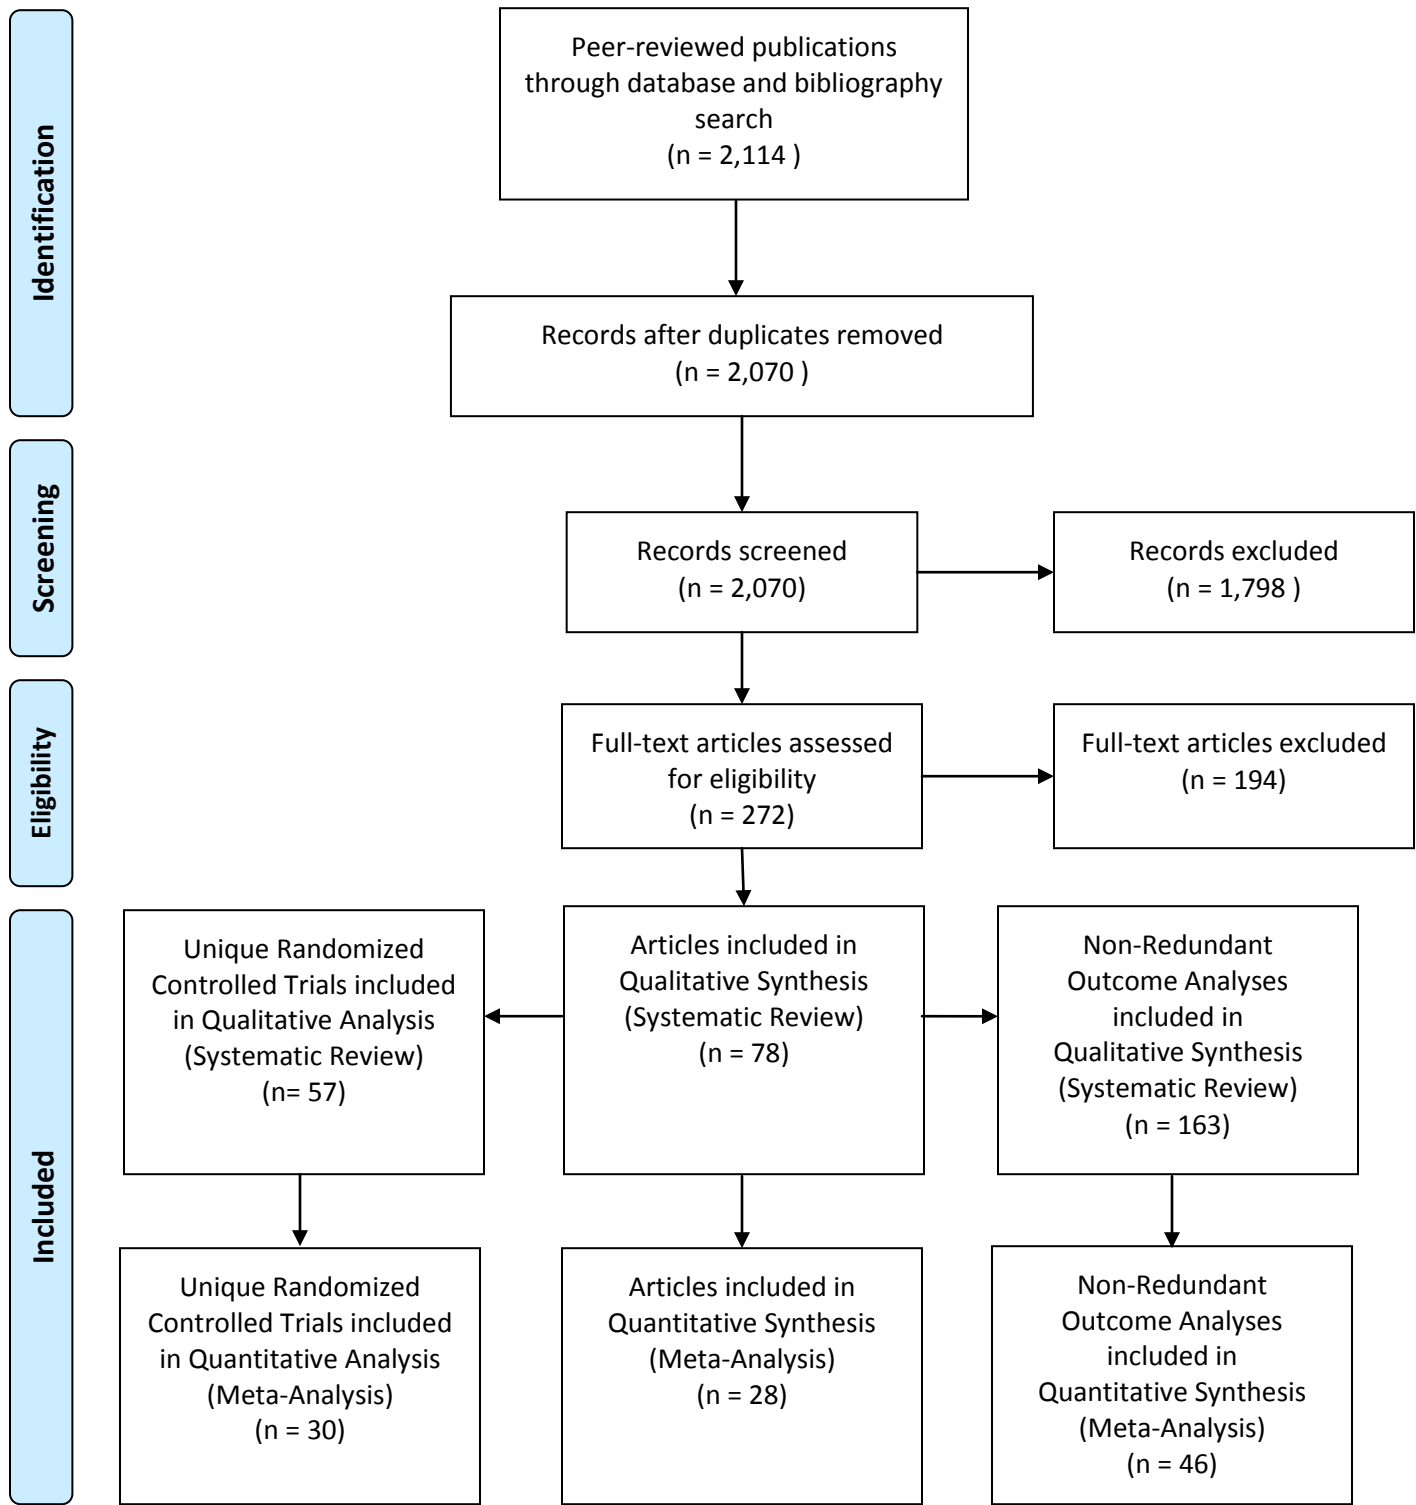 Identification
Peer-reviewed publications
through database and bibliography
search
(n = 2,114 )
Records after duplicates removed
(n = 2,070 )
Screening
Records screened
(n = 2,070)
Records excluded
(n = 1,798 )
Eligibility
Full-text articles assessed
for eligibility
(n = 272)
Full-text articles excluded
(n = 194)
Included
Unique Randomized
Controlled Trials included
in Qualitative Analysis
(Systematic Review)
(n= 57)
Articles included in
Qualitative Synthesis
(Systematic Review)
(n = 78)
Non-Redundant
Outcome Analyses
included in
Qualitative Synthesis
(Systematic Review)
(n = 163)
Unique Randomized
Controlled Trials included
in Quantitative Analysis
(Meta-Analysis)
(n = 30)
Articles included in
Quantitative Synthesis
(Meta-Analysis)
(n = 28)
Non-Redundant
Outcome Analyses
included in
Quantitative Synthesis
(Meta-Analysis)
(n = 46)